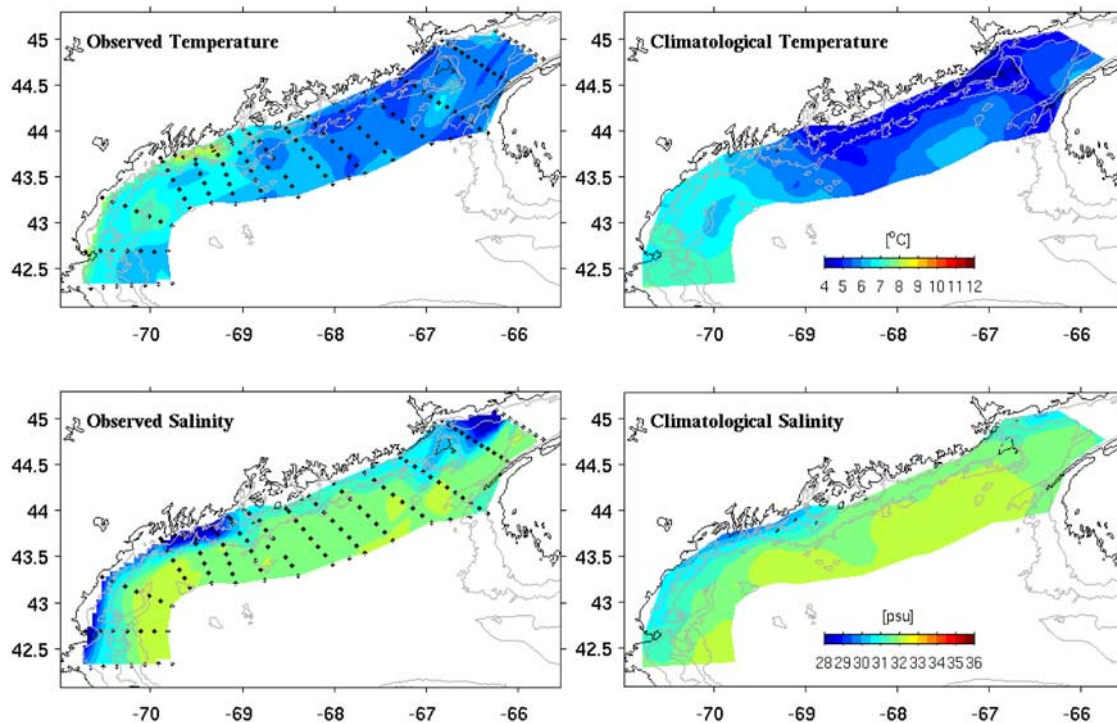 Observed Temperature
45
44.5
44
43.5
43
42.5
-70 -69 -68 -67 -66
Climatological Temperature
45
44.5
44
43.5
43
42.5
[°C]
4 5 6 7 8 9 10 11 12
-70 -69 -68 -67 -66
Observed Salinity
45
44.5
44
43.5
43
42.5
-70 -69 -68 -67 -66
Climatological Salinity
45
44.5
44
43.5
43
42.5
[psu]
28 29 30 31 32 33 34 35 36
-70 -69 -68 -67 -66